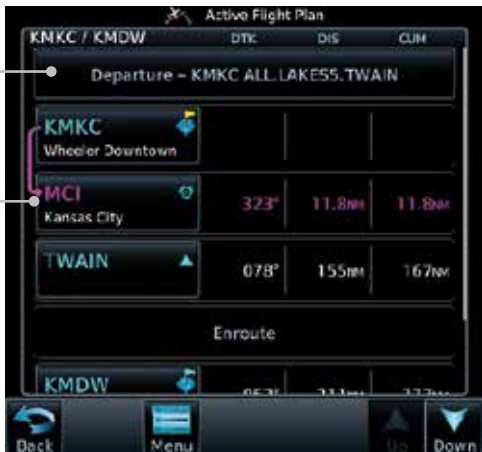 Active Flight Plan
KMKC / KMDW DTK DIS CUM
Departure – KMKC ALL.LAKES5.TWAIN
KMKC
Wheeler Downtown
MCI 323° 11.8NM 11.8NM
Kansas City
TWAIN 078° 155NM 167NM
Enroute
KMDW
Back Menu Up Down